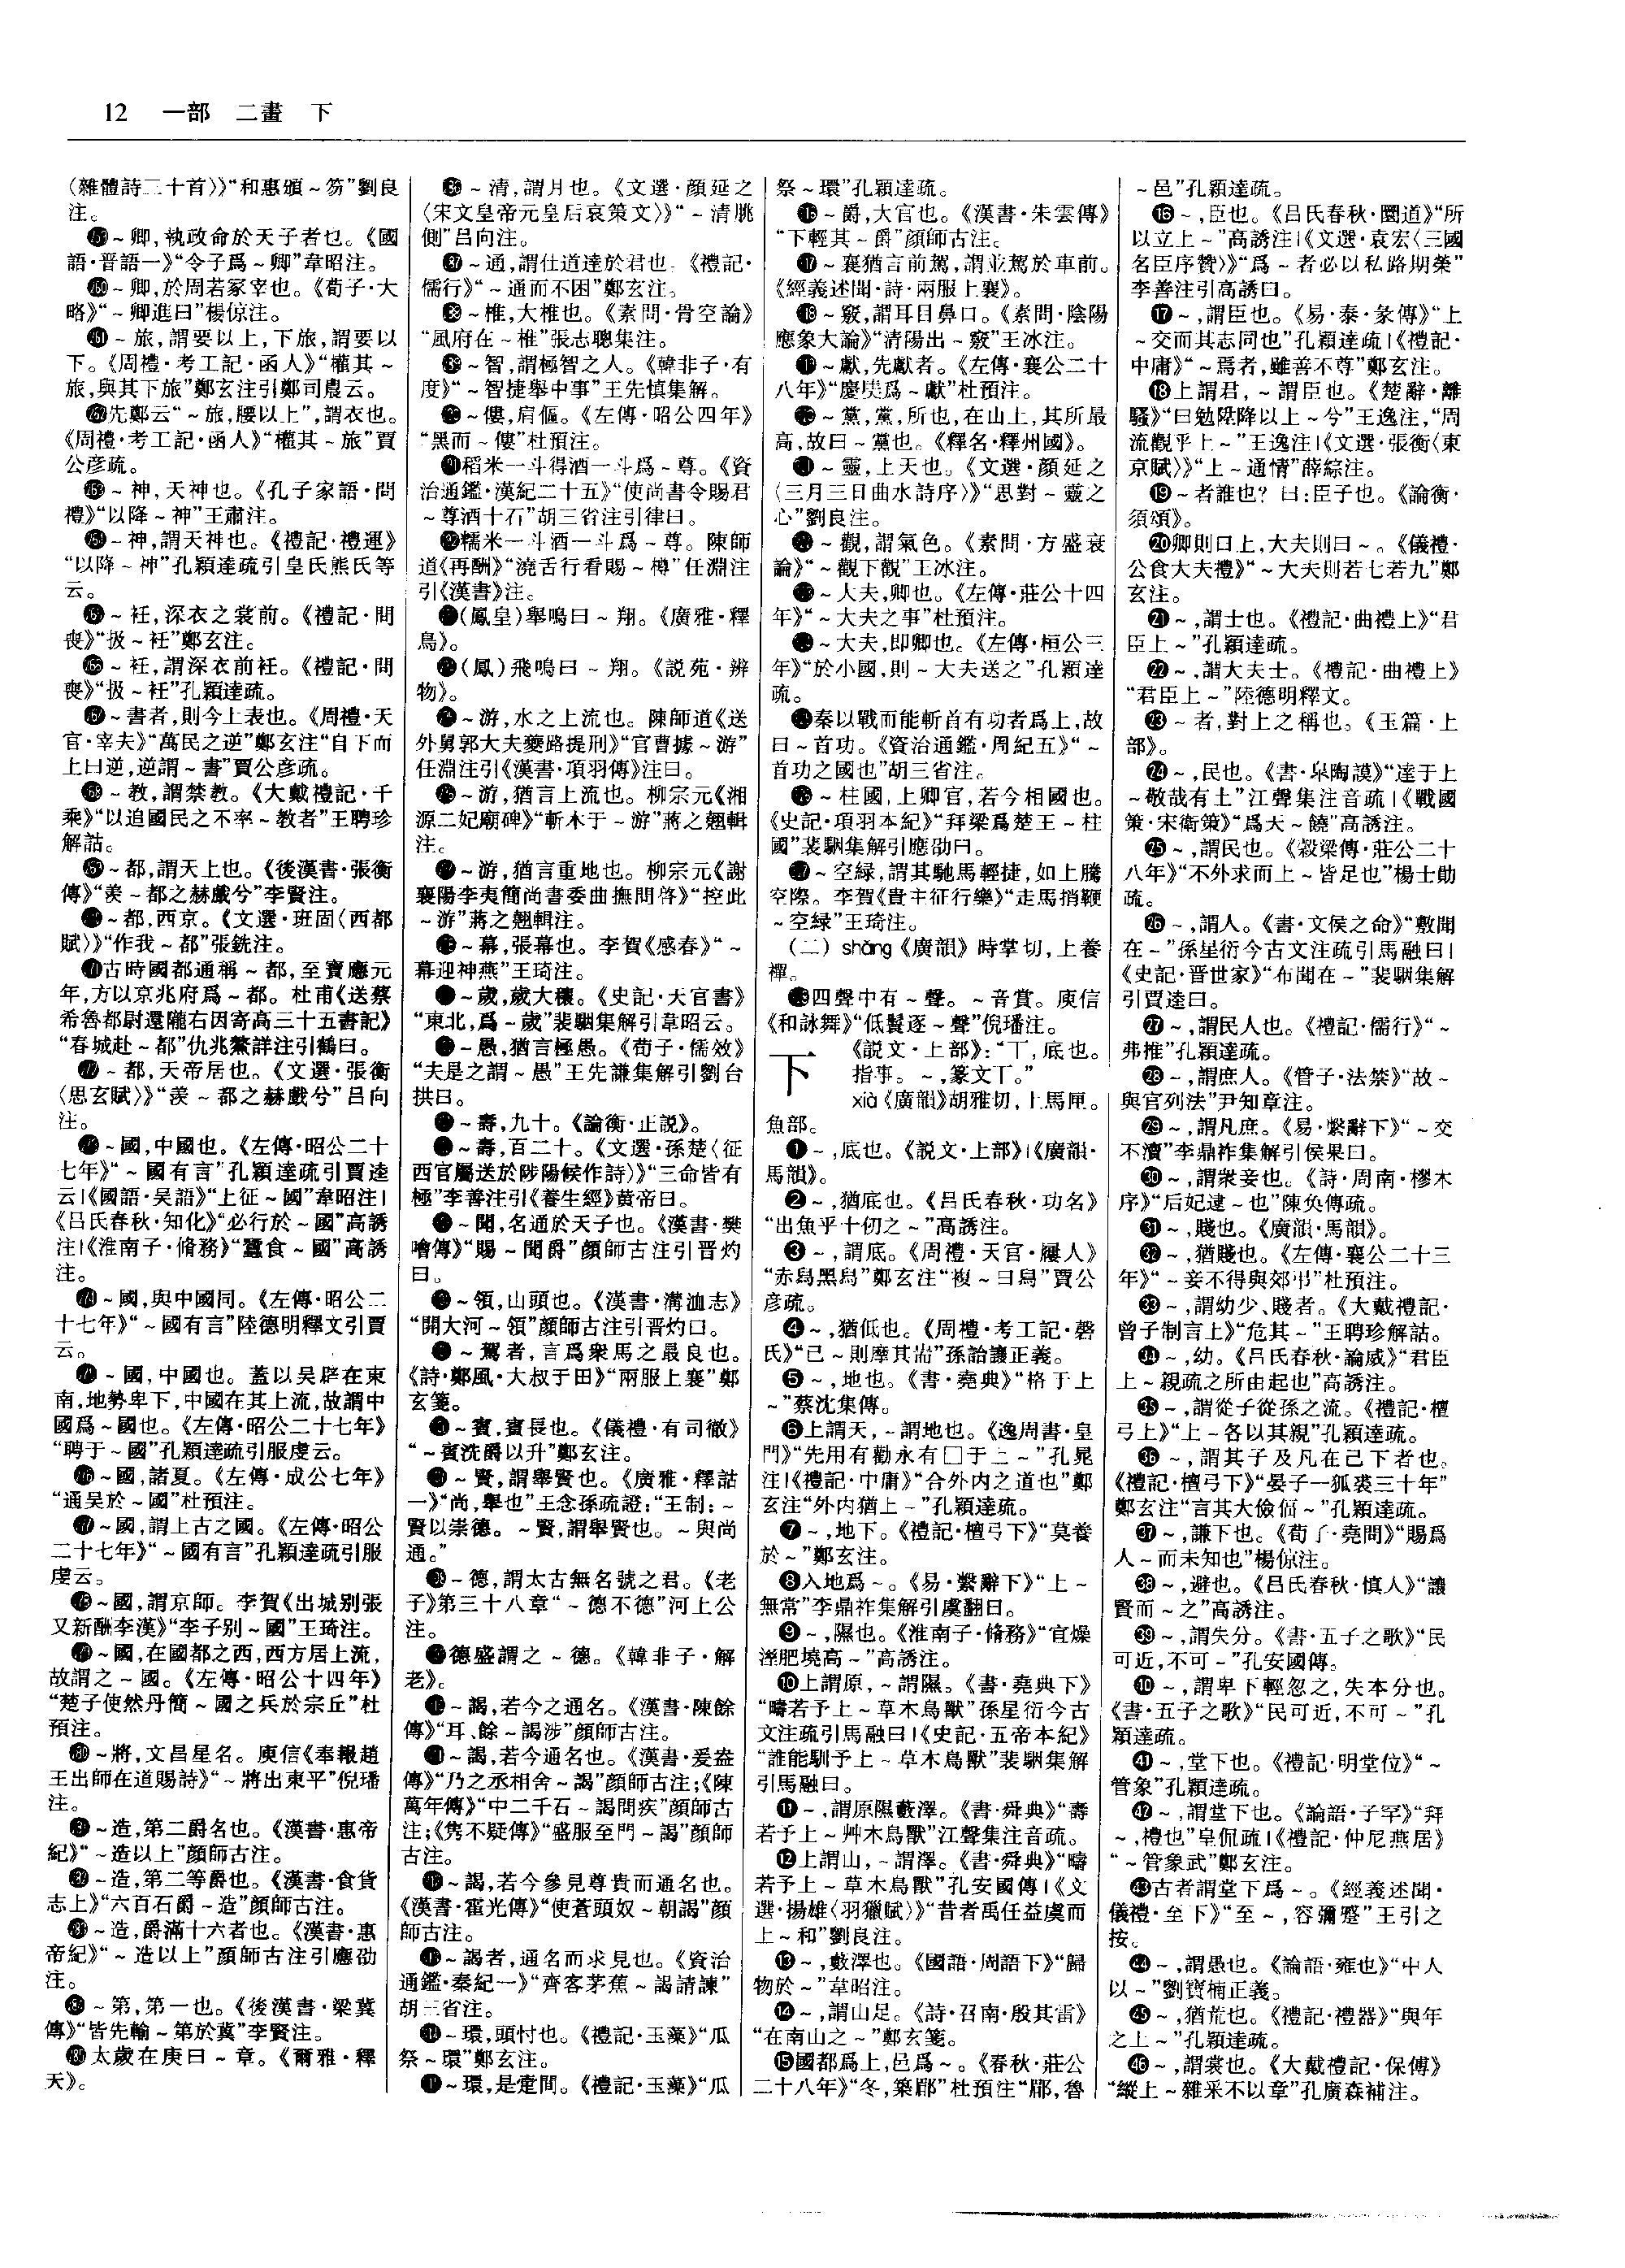 12 一部 二畫 下
〈雜體詩三十首〉》“和惠頒～笏”劉良
注。
～卿,執政命於天子者也。《國
語·晋語一》“令子爲～卿”韋昭注。
～卿,於周若冢宰也。《荀子·大
略》“～卿進曰”楊倞注。
～旅,謂要以上,下旅,謂要以
下。《周禮·考工記·函人》“權其～
旅,與其下旅”鄭玄注引鄭司農云。
先鄭云“～旅,腰以上”,謂衣也。
《周禮·考工記·函人》“權其～旅”賈
公彦疏。
～神,天神也。《孔子家語·問
禮》“以降～神”王肅注。
～神,謂天神也。《禮記·禮運》
“以降～神”孔穎達疏引皇氏熊氏等
云。
～衽,深衣之裳前。《禮記·問
喪》“扱～衽”鄭玄注。
～衽,謂深衣前衽。《禮記·問
喪》“扱～衽”孔穎達疏。
～書者,則今上表也。《周禮·天
官·宰夫》“萬民之逆”鄭玄注“自下而
上曰逆,逆謂～書”賈公彦疏。
～教,謂禁教。《大戴禮記·千
乘》“以追國民之不率～教者”王聘珍
解詁。
～都,謂天上也。《後漢書·張衡
傳》“羨～都之赫戲兮”李賢注。
～都,西京。《文選·班固〈西都
賦〉》“作我～都”張銑注。
古時國都通稱～都,至寶應元
年,方以京兆府爲～都。杜甫《送蔡
希魯都尉還隴右因寄高三十五書記》
“春城赴～都”仇兆鰲詳注引鶴曰。
～都,天帝居也。《文選·張衡
〈思玄賦〉》“羨～都之赫戲兮”吕向
注。
～國,中國也。《左傳·昭公二十
七年》“～國有言”孔穎達疏引賈逵
云|《國語·吴語》“上征～國”韋昭注|
《吕氏春秋·知化》“必行於～國”高誘
注|《淮南子·脩務》“蠶食～國”高誘
注。
～國,與中國同。《左傳·昭公二
十七年》“～國有言”陸德明釋文引賈
云。
～國,中國也。蓋以吴辟在東
南,地勢卑下,中國在其上流,故謂中
國爲～國也。《左傳·昭公二十七年》
“聘于～國”孔穎達疏引服虔云。
～國,諸夏。《左傳·成公七年》
“通吴於～國”杜預注。
～國,謂上古之國。《左傳·昭公
二十七年》“～國有言”孔穎達疏引服
虔云。
～國,謂京師。李賀《出城别張
又新酬李漢》“李子别～國”王琦注。
～國,在國都之西,西方居上流,
故謂之～國。《左傳·昭公十四年》
“楚子使然丹簡～國之兵於宗丘”杜
預注。
～將,文昌星名。庾信《奉報趙
王出師在道賜詩》“～將出東平”倪璠
注。
～造,第二爵名也。《漢書·惠帝
紀》“～造以上”顔師古注。
～造,第二等爵也。《漢書·食貨
志上》“六百石爵～造”顔師古注。
～造,爵滿十六者也。《漢書·惠
帝紀》“～造以上”顔師古注引應劭
注。
～第,第一也。《後漢書·梁冀
傳》“皆先輸～第於冀”李賢注。
太歲在庚曰～章。《爾雅·釋
天》。
～清,謂月也。《文選·顔延之
〈宋文皇帝元皇后哀策文〉》“～清朓
側”吕向注。
～通,謂仕道達於君也。《禮記·
儒行》“～通而不困”鄭玄注。
～椎,大椎也。《素問·骨空論》
“風府在～椎”張志聰集注。
～智,謂極智之人。《韓非子·有
度》“～智捷舉中事”王先慎集解。
～僂,肩傴。《左傳·昭公四年》
“黑而～僂”杜預注。
稻米一斗得酒一斗爲～尊。《資
治通鑑·漢紀二十五》“使尚書令賜君
～尊酒十石”胡三省注引律曰。
糯米一斗酒一斗爲～尊。陳師
道《再酬》“澆舌行看賜～樽”任淵注
引《漢書》注。
(鳳皇)舉鳴曰～翔。《廣雅·釋
鳥》。
(鳳)飛鳴曰～翔。《説苑·辨
物》。
～游,水之上流也。陳師道《送
外舅郭大夫夔路提刑》“官曹據～游”
任淵注引《漢書·項羽傳》注曰。
～游,猶言上流也。柳宗元《湘
源二妃廟碑》“斬木于～游”蔣之翹輯
注。
～游,猶言重地也。柳宗元《謝
襄陽李夷簡尚書委曲撫問啓》“控此
～游”蔣之翹輯注。
～幕,張幕也。李賀《感春》“～
幕迎神燕”王琦注。
～歲,歲大穰。《史記·天官書》
“東北,爲～歲”裴駰集解引韋昭云。
～愚,猶言極愚。《荀子·儒效》
“夫是之謂～愚”王先謙集解引劉台
拱曰。
～壽,九十。《論衡·正説》。
～壽,百二十。《文選·孫楚〈征
西官屬送於陟陽候作詩〉》“三命皆有
極”李善注引《養生經》黄帝曰。
～聞,名通於天子也。《漢書·樊
噲傳》“賜～聞爵”顔師古注引晋灼
曰。
～領,山頭也。《漢書·溝洫志》
“開大河～領”顔師古注引晋灼曰。
～駕者,言爲衆馬之最良也。
《詩·鄭風·大叔于田》“兩服上襄”鄭
玄箋。
～賓,賓長也。《儀禮·有司徹》
“～賓洗爵以升”鄭玄注。
～賢,謂舉賢也。《廣雅·釋詁
一》“尚,舉也”王念孫疏證:“王制:～
賢以崇德。～賢,謂舉賢也。～與尚
通。”
～德,謂太古無名號之君。《老
子》第三十八章“～德不德”河上公
注。
德盛謂之～德。《韓非子·解
老》。
～謁,若今之通名。《漢書·陳餘
傳》“耳、餘～謁涉”顔師古注。
～謁,若今通名也。《漢書·爰盎
傳》“乃之丞相舍～謁”顔師古注;《陳
萬年傳》“中二千石～謁問疾”顔師古
注;《隽不疑傳》“盛服至門～謁”顔師
古注。
～謁,若今參見尊貴而通名也。
《漢書·霍光傳》“使蒼頭奴～朝謁”顔
師古注。
～謁者,通名而求見也。《資治
通鑑·秦紀一》“齊客茅焦～謁請諫”
胡三省注。
～環,頭忖也。《禮記·玉藻》“瓜
祭～環”鄭玄注。
～環,是疐間。《禮記·玉藻》“瓜
祭～環”孔穎達疏。
～爵,大官也。《漢書·朱雲傳》
“下輕其～爵”顔師古注。
～襄猶言前駕,謂並駕於車前。
《經義述聞·詩·兩服上襄》。
～竅,謂耳目鼻口。《素問·陰陽
應象大論》“清陽出～竅”王冰注。
～獻,先獻者。《左傳·襄公二十
八年》“慶奊爲～獻”杜預注。
～黨,黨,所也,在山上,其所最
高,故曰～黨也。《釋名·釋州國》。
～靈,上天也。《文選·顔延之
〈三月三日曲水詩序〉》“思對～靈之
心”劉良注。
～觀,謂氣色。《素問·方盛衰
論》“～觀下觀”王冰注。
～大夫,卿也。《左傳·莊公十四
年》“～大夫之事”杜預注。
～大夫,即卿也。《左傳·桓公三
年》“於小國,則～大夫送之”孔穎達
疏。
秦以戰而能斬首有功者爲上,故
曰～首功。《資治通鑑·周紀五》“～
首功之國也”胡三省注。
～柱國,上卿官,若今相國也。
《史記·項羽本紀》“拜梁爲楚王～柱
國”裴駰集解引應劭曰。
～空緑,謂其馳馬輕捷,如上騰
空際。李賀《貴主征行樂》“走馬捎鞭
～空緑”王琦注。
(二) shǎng《廣韻》時掌切,上養
禪。
四聲中有～聲。～音賞。庾信
《和詠舞》“低鬟逐～聲”倪璠注。
下
《説文·上部》:“丅,底也。
指事。～,篆文丅。”
xià《廣韻》胡雅切,上馬匣。
魚部。
❶～,底也。《説文·上部》|《廣韻·
馬韻》。
❷～,猶底也。《吕氏春秋·功名》
“出魚乎十仞之～”高誘注。
❸～,謂底。《周禮·天官·屨人》
“赤舄黑舄”鄭玄注“複～曰舄”賈公
彦疏。
❹～,猶低也。《周禮·考工記·磬
氏》“已～則摩其耑”孫詒讓正義。
❺～,地也。《書·堯典》“格于上
～”蔡沈集傳。
❻上謂天,～謂地也。《逸周書·皇
門》“先用有勸永有□于上～”孔晁
注|《禮記·中庸》“合外内之道也”鄭
玄注“外内猶上～”孔穎達疏。
❼～,地下。《禮記·檀弓下》“莫養
於～”鄭玄注。
❽入地爲～。《易·繫辭下》“上～
無常”李鼎祚集解引虞翻曰。
❾～,隰也。《淮南子·脩務》“宜燥
溼肥墝高～”高誘注。
❿上謂原,～謂隰。《書·堯典下》
“疇若予上～草木鳥獸”孫星衍今古
文注疏引馬融曰|《史記·五帝本紀》
“誰能馴予上～草木鳥獸”裴駰集解
引馬融曰。
⓫～,謂原隰藪澤。《書·舜典》“疇
若予上～艸木鳥獸”江聲集注音疏。
⓬上謂山,～謂澤。《書·舜典》“疇
若予上～草木鳥獸”孔安國傳|《文
選·揚雄〈羽獵賦〉》“昔者禹任益虞而
上～和”劉良注。
⓭～,藪澤也。《國語·周語下》“歸
物於～”韋昭注。
⓮～,謂山足。《詩·召南·殷其雷》
“在南山之～”鄭玄箋。
⓯國都爲上,邑爲～。《春秋·莊公
二十八年》“冬,築郿”杜預注“郿,魯
～邑”孔穎達疏。
⓰～,臣也。《吕氏春秋·圜道》“所
以立上～”高誘注|《文選·袁宏〈三國
名臣序贊〉》“爲～者必以私路期榮”
李善注引高誘曰。
⓱～,謂臣也。《易·泰·彖傳》“上
～交而其志同也”孔穎達疏|《禮記·
中庸》“～焉者,雖善不尊”鄭玄注。
⓲上謂君,～謂臣也。《楚辭·離
騷》“曰勉陞降以上～兮”王逸注,“周
流觀乎上～”王逸注|《文選·張衡〈東
京賦〉》“上～通情”薛綜注。
⓳～者誰也?曰:臣子也。《論衡·
須頌》。
⓴卿則曰上,大夫則曰～。《儀禮·
公食大夫禮》“～大夫則若七若九”鄭
玄注。
㉑～,謂士也。《禮記·曲禮上》“君
臣上～”孔穎達疏。
㉒～,謂大夫士。《禮記·曲禮上》
“君臣上～”陸德明釋文。
㉓～者,對上之稱也。《玉篇·上
部》。
㉔～,民也。《書·皋陶謨》“達于上
～敬哉有土”江聲集注音疏|《戰國
策·宋衛策》“爲大～饒”高誘注。
㉕～,謂民也。《穀梁傳·莊公二十
八年》“不外求而上～皆足也”楊士勛
疏。
㉖～,謂人。《書·文侯之命》“敷聞
在～”孫星衍今古文注疏引馬融曰|
《史記·晋世家》“布聞在～”裴駰集解
引賈逵曰。
㉗～,謂民人也。《禮記·儒行》“～
弗推”孔穎達疏。
㉘～,謂庶人。《管子·法禁》“故～
與官列法”尹知章注。
㉙～,謂凡庶。《易·繫辭下》“～交
不瀆”李鼎祚集解引侯果曰。
㉚～,謂衆妾也。《詩·周南·樛木
序》“后妃逮～也”陳奂傳疏。
㉛～,賤也。《廣韻·馬韻》。
㉜～,猶賤也。《左傳·襄公二十三
年》“～妾不得與郊弔”杜預注。
㉝～,謂幼少、賤者。《大戴禮記·
曾子制言上》“危其～”王聘珍解詁。
㉞～,幼。《吕氏春秋·論威》“君臣
上～親疏之所由起也”高誘注。
㉟～,謂從子從孫之流。《禮記·檀
弓上》“上～各以其親”孔穎達疏。
㊱～,謂其子及凡在己下者也。
《禮記·檀弓下》“晏子一狐裘三十年”
鄭玄注“言其大儉偪～”孔穎達疏。
㊲～,謙下也。《荀子·堯問》“賜爲
人～而未知也”楊倞注。
㊳～,避也。《吕氏春秋·慎人》“讓
賢而～之”高誘注。
㊴～,謂失分。《書·五子之歌》“民
可近,不可～”孔安國傳。
㊵～,謂卑下輕忽之,失本分也。
《書·五子之歌》“民可近,不可～”孔
穎達疏。
㊶～,堂下也。《禮記·明堂位》“～
管象”孔穎達疏。
㊷～,謂堂下也。《論語·子罕》“拜
～,禮也”皇侃疏|《禮記·仲尼燕居》
“～管象武”鄭玄注。
㊸古者謂堂下爲～。《經義述聞·
儀禮·至下》“至～,容彌蹙”王引之
按。
㊹～,謂愚也。《論語·雍也》“中人
以～”劉寶楠正義。
㊺～,猶荒也。《禮記·禮器》“與年
之上～”孔穎達疏。
㊻～,謂裳也。《大戴禮記·保傅》
“縱上～雜采不以章”孔廣森補注。